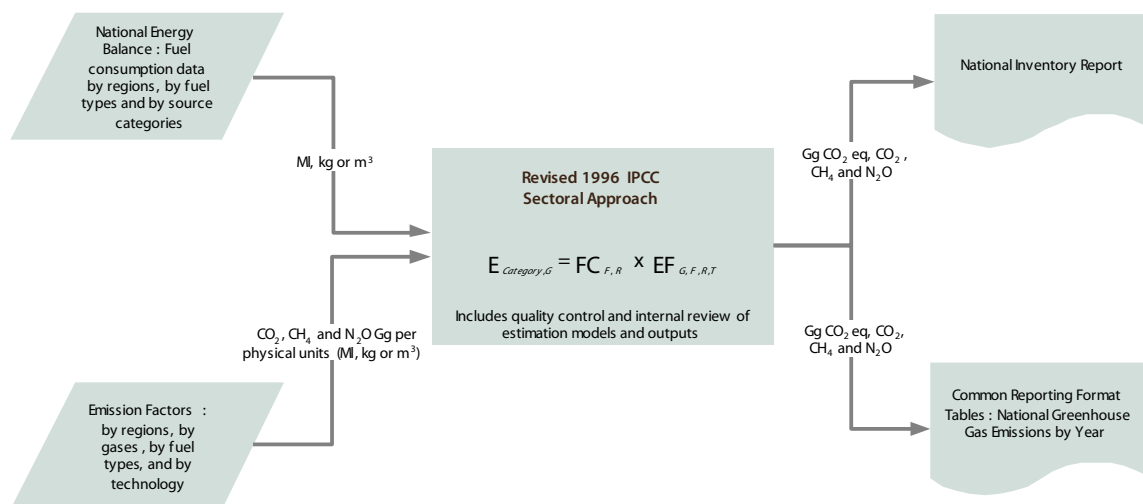 National Energy
Balance : Fuel
consumption data
by regions, by fuel
types and by source
categories
Ml, kg or m³
Emission Factors :
by regions, by
gases , by fuel
types, and by
technology
CO₂, CH₄ and N₂O Gg per
physical units (Ml, kg or m³)
Revised 1996 IPCC
Sectoral Approach
E Category,G = FC F, R x EF G, F, R,T
Includes quality control and internal review of
estimation models and outputs
Gg CO₂ eq, CO₂ ,
CH₄ and N₂O
National Inventory Report
Gg CO₂ eq, CO₂,
CH₄ and N₂O
Common Reporting Format
Tables : National Greenhouse
Gas Emissions by Year